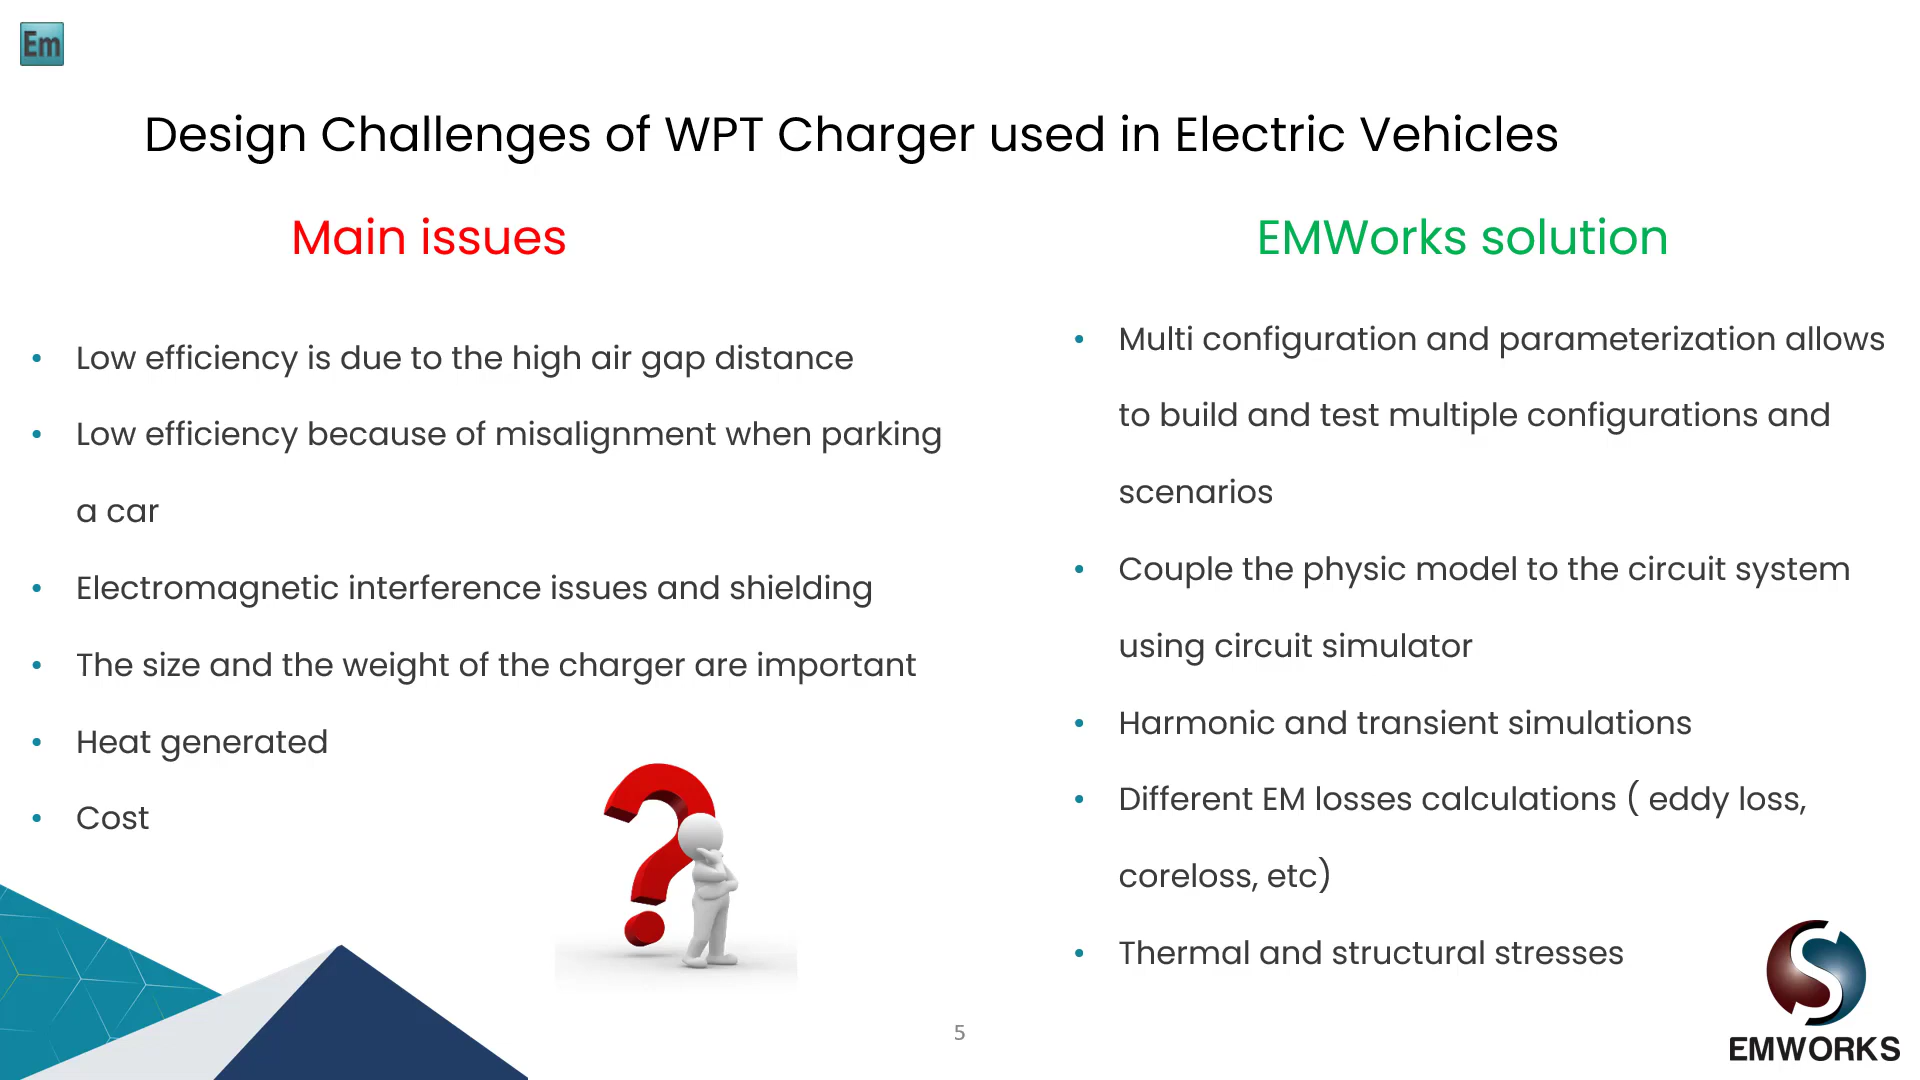 Em
Design Challenges of WPT Charger used in Electric Vehicles
Main issues
• Low efficiency is due to the high air gap distance
• Low efficiency because of misalignment when parking
a car
• Electromagnetic interference issues and shielding
• The size and the weight of the charger are important
• Heat generated
• Cost
EMWorks solution
• Multi configuration and parameterization allows
to build and test multiple configurations and
scenarios
• Couple the physic model to the circuit system
using circuit simulator
• Harmonic and transient simulations
• Different EM losses calculations ( eddy loss,
coreloss, etc)
• Thermal and structural stresses
5
EMWORKS